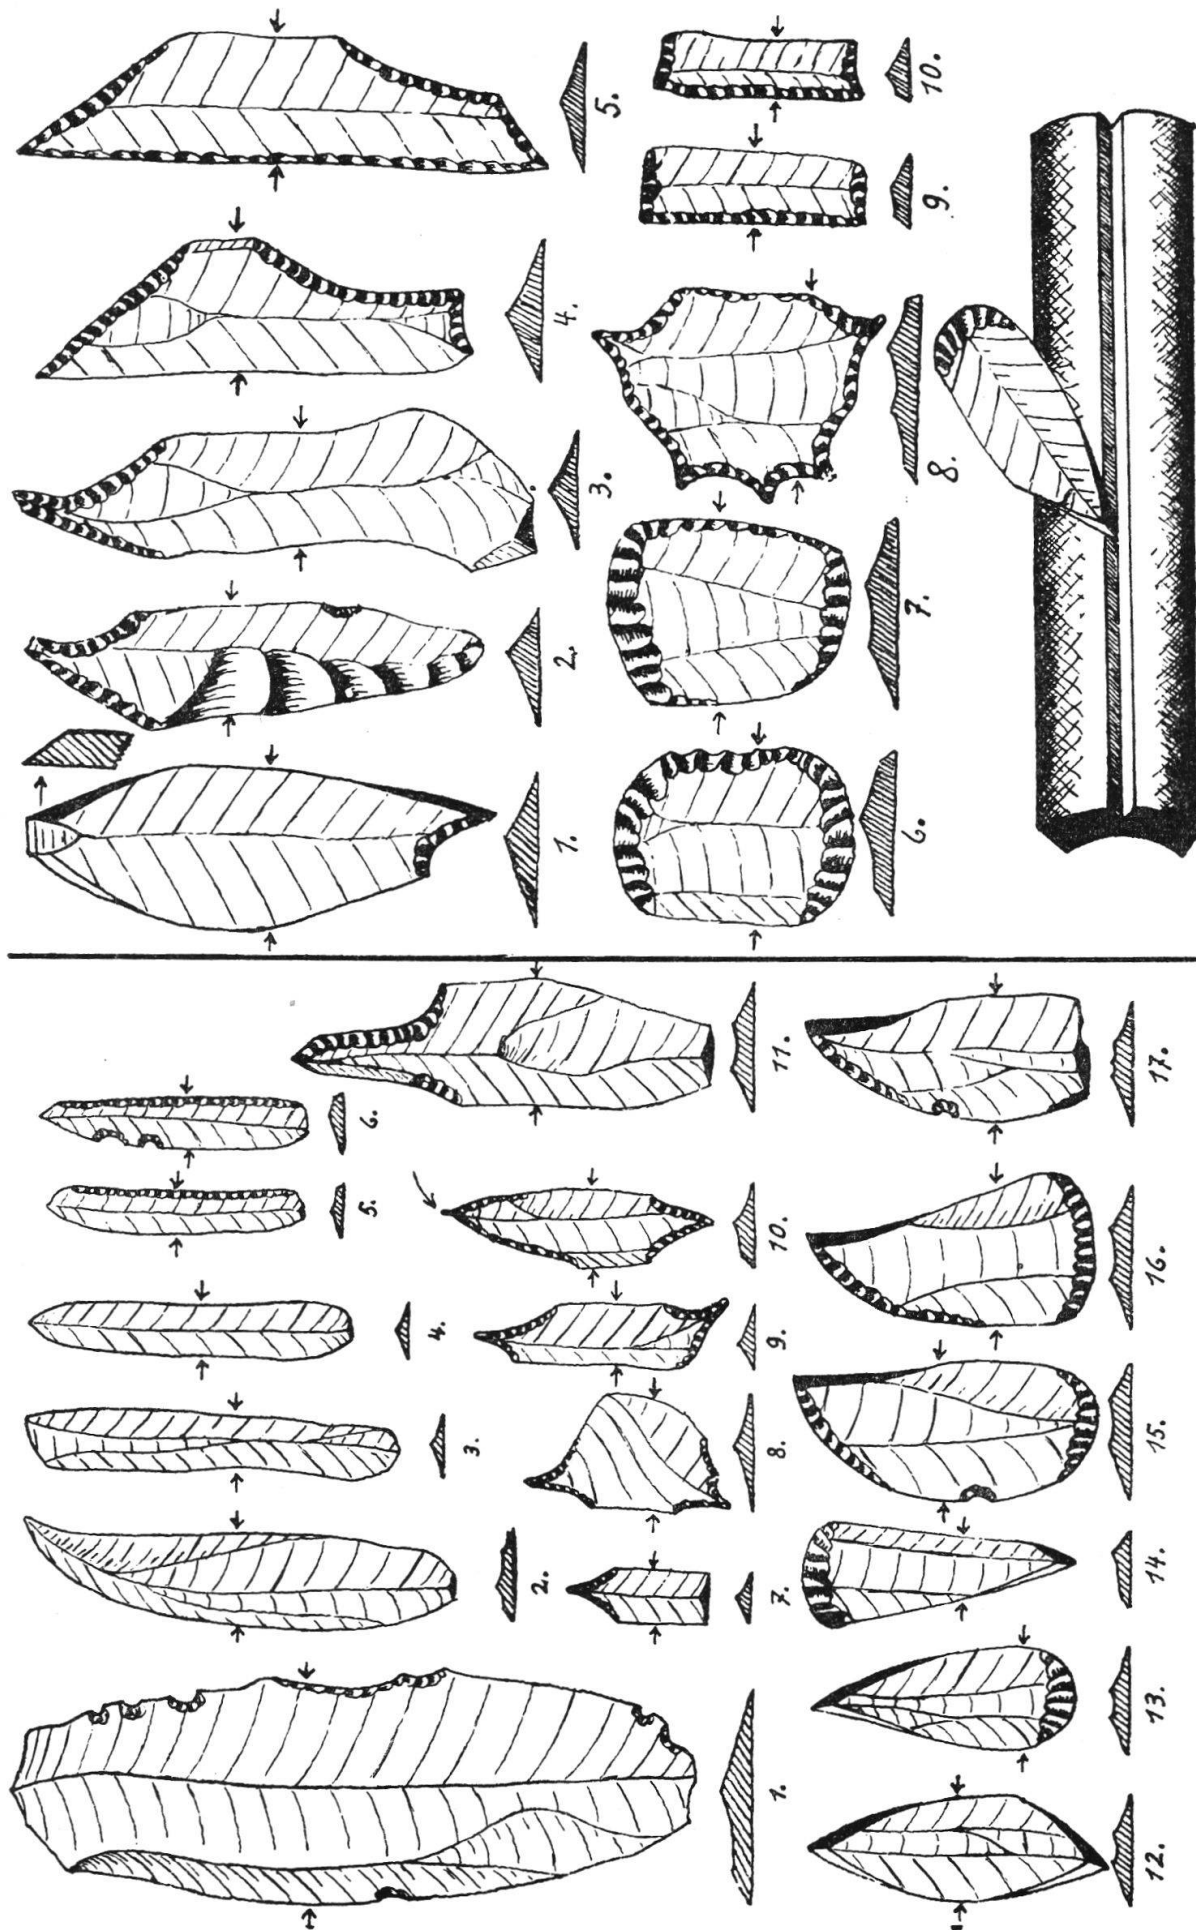 1. 2. 3. 4. 5. 6.
7. 8. 9. 10. 11.
12. 13. 14. 15. 16. 17.
1. 2. 3. 4. 5.
6. 7. 8. 9. 10.